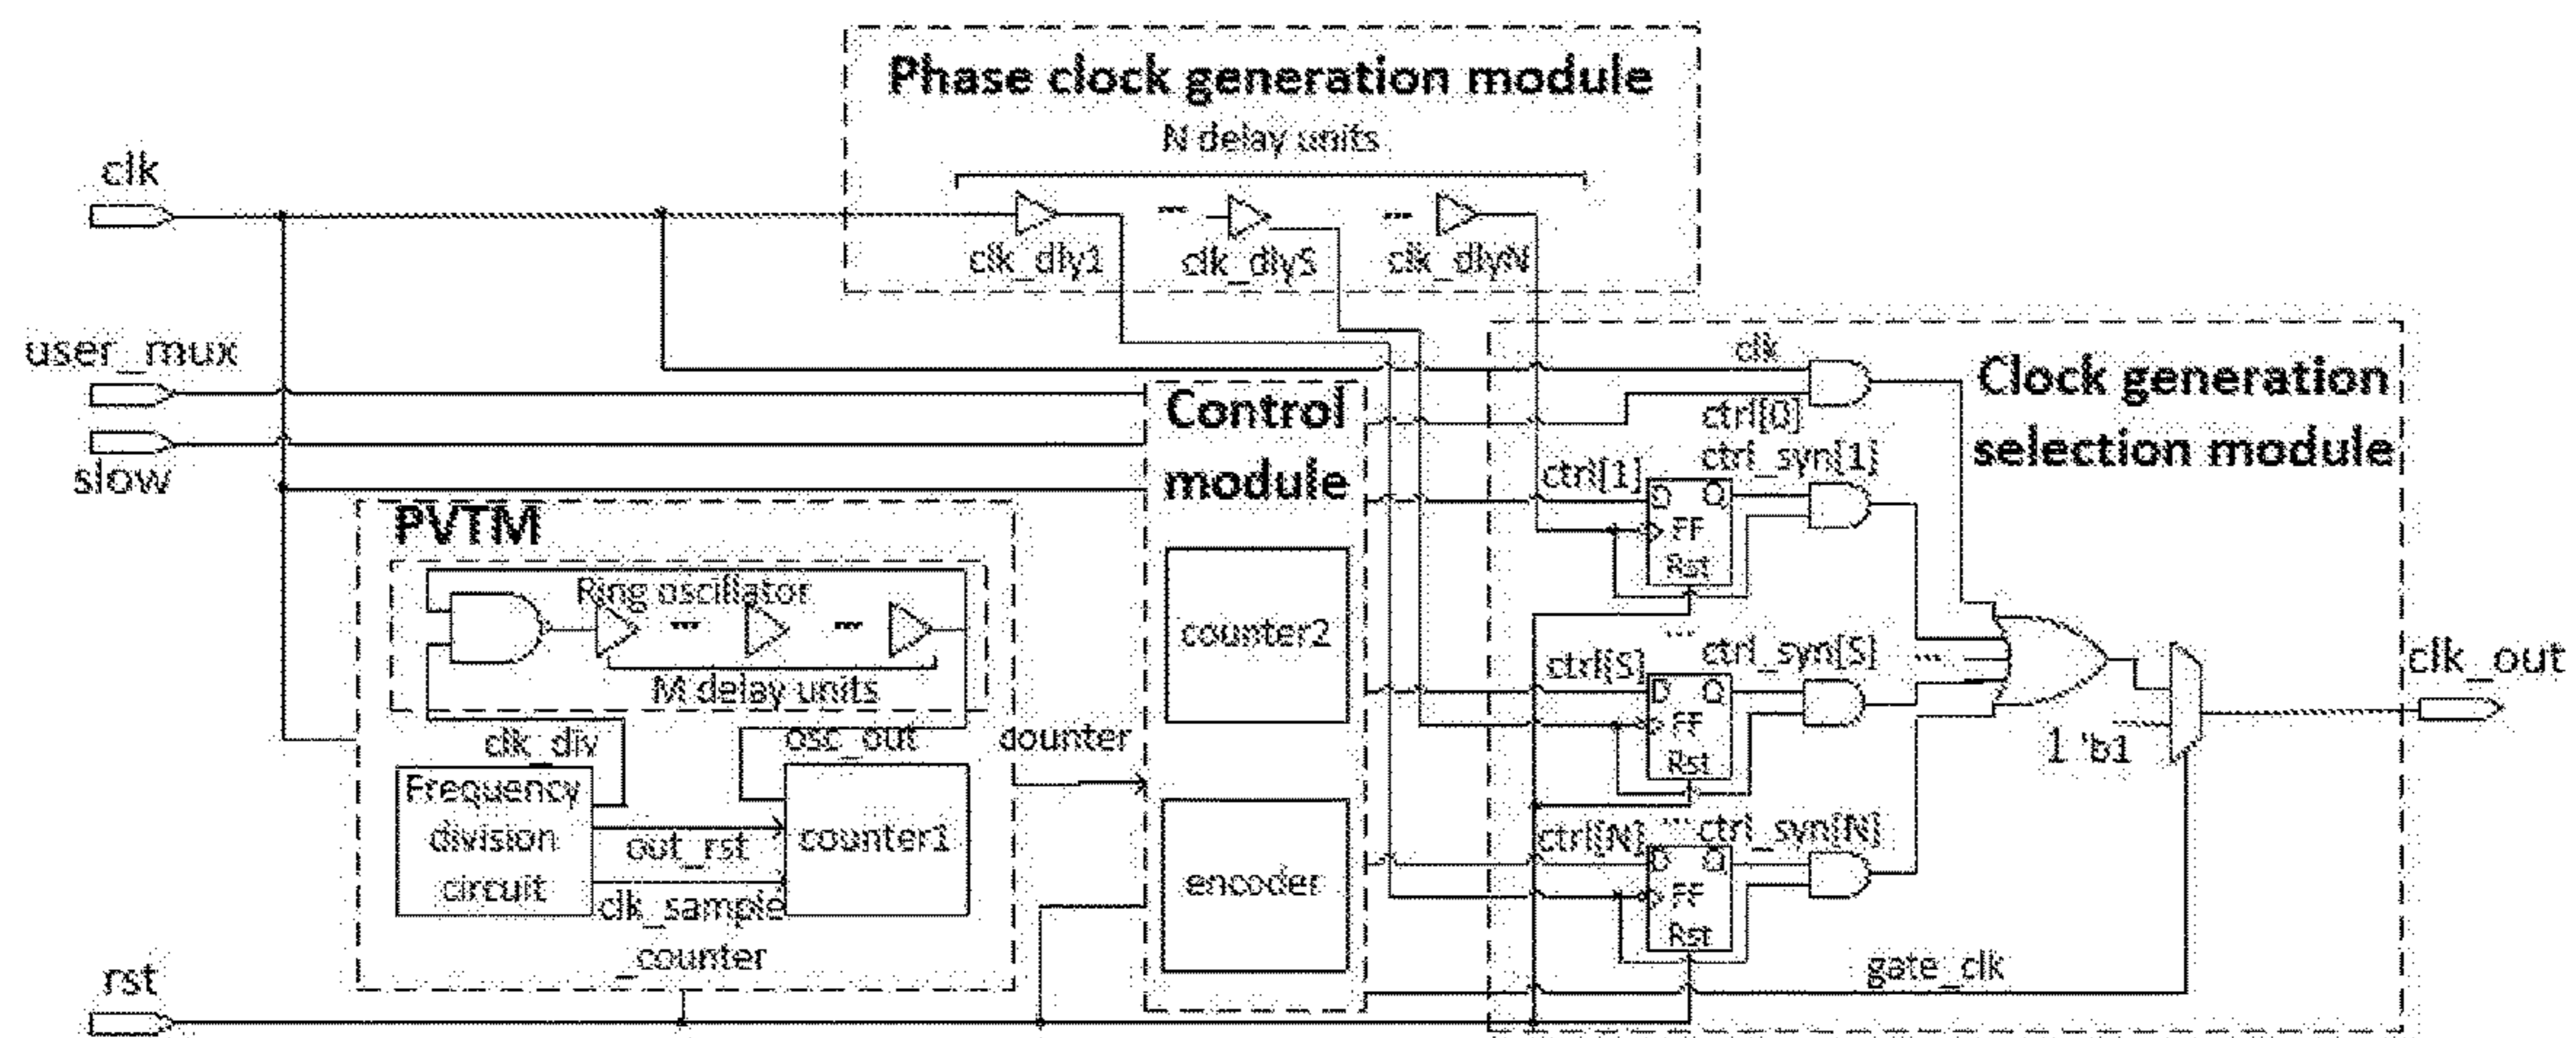 Phase clock generation module
N delay units
clk
clk_dly1
clk_dlyS
clk_dlyN
user_mux
slow
clk
Clock generation
selection module
ctrl[0]
Control
module
ctrl[1]
ctrl_syn[1]
D Q
FF
Rst
PVTM
Ring oscillator
M delay units
counter2
...
ctrl[S]
ctrl_syn[S]
D Q
FF
Rst
...
clk_out
1 'b1
clk_div
osc_out
counter
Frequency
division
circuit
out_rst
counter1
clk_sample
_counter
encoder
...
ctrl[N]
ctrl_syn[N]
D Q
FF
Rst
gate_clk
rst